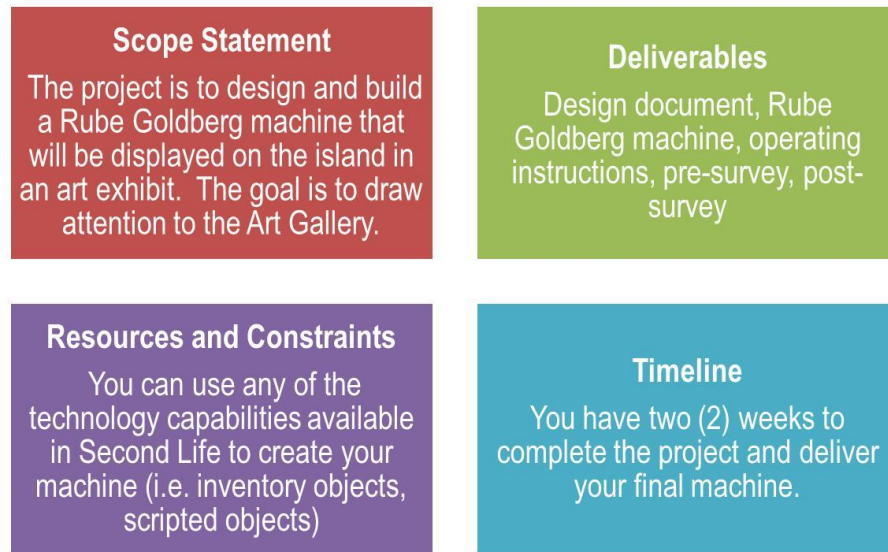 Scope Statement
The project is to design and build
a Rube Goldberg machine that
will be displayed on the island in
an art exhibit.  The goal is to draw
attention to the Art Gallery.
Deliverables
Design document, Rube
Goldberg machine, operating
instructions, pre-survey, post-
survey
Resources and Constraints
You can use any of the
technology capabilities available
in Second Life to create your
machine (i.e. inventory objects,
scripted objects)
Timeline
You have two (2) weeks to
complete the project and deliver
your final machine.